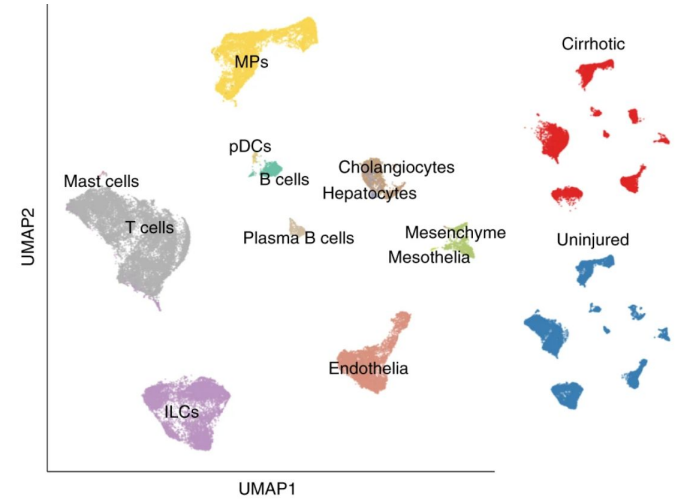 MPs
Cirrhotic
pDCs
B cells
Cholangiocytes
Hepatocytes
Mast cells
T cells
Plasma B cells
Mesenchyme
Mesothelia
Uninjured
Endothelia
ILCs
UMAP2
UMAP1